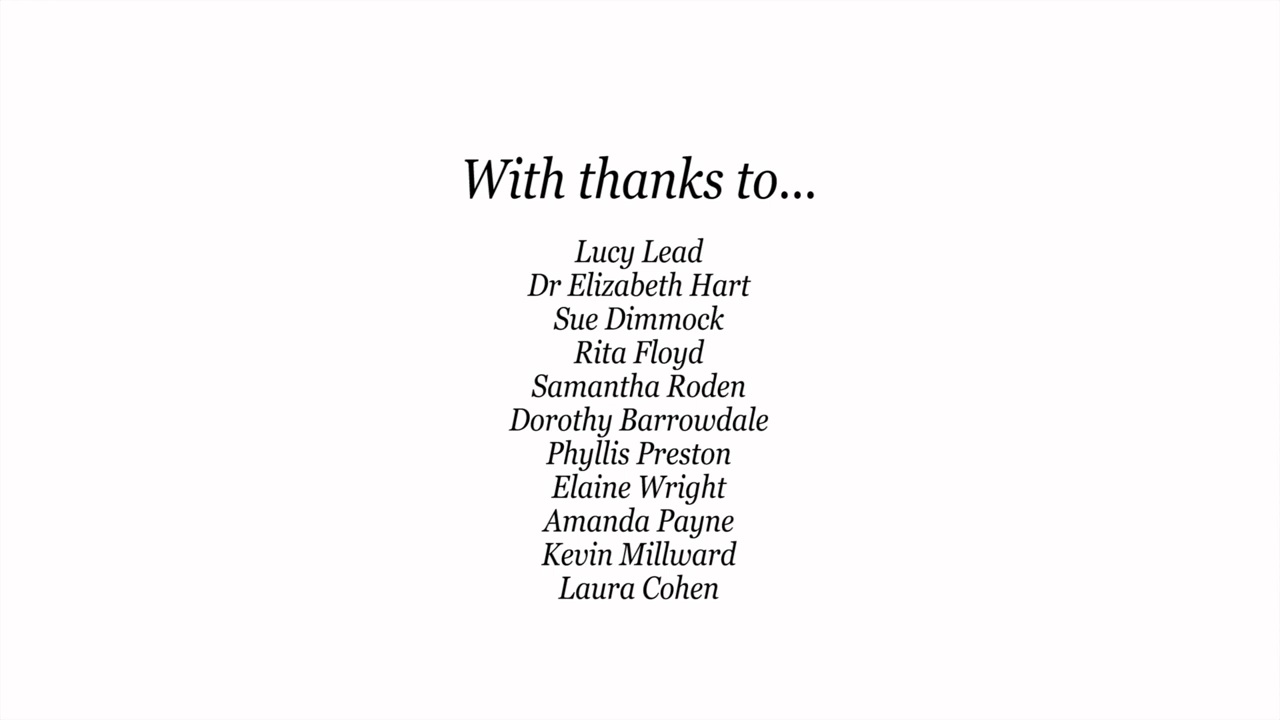 With thanks to...
Lucy Lead
Dr Elizabeth Hart
Sue Dimmock
Rita Floyd
Samantha Roden
Dorothy Barrowdale
Phyllis Preston
Elaine Wright
Amanda Payne
Kevin Millward
Laura Cohen